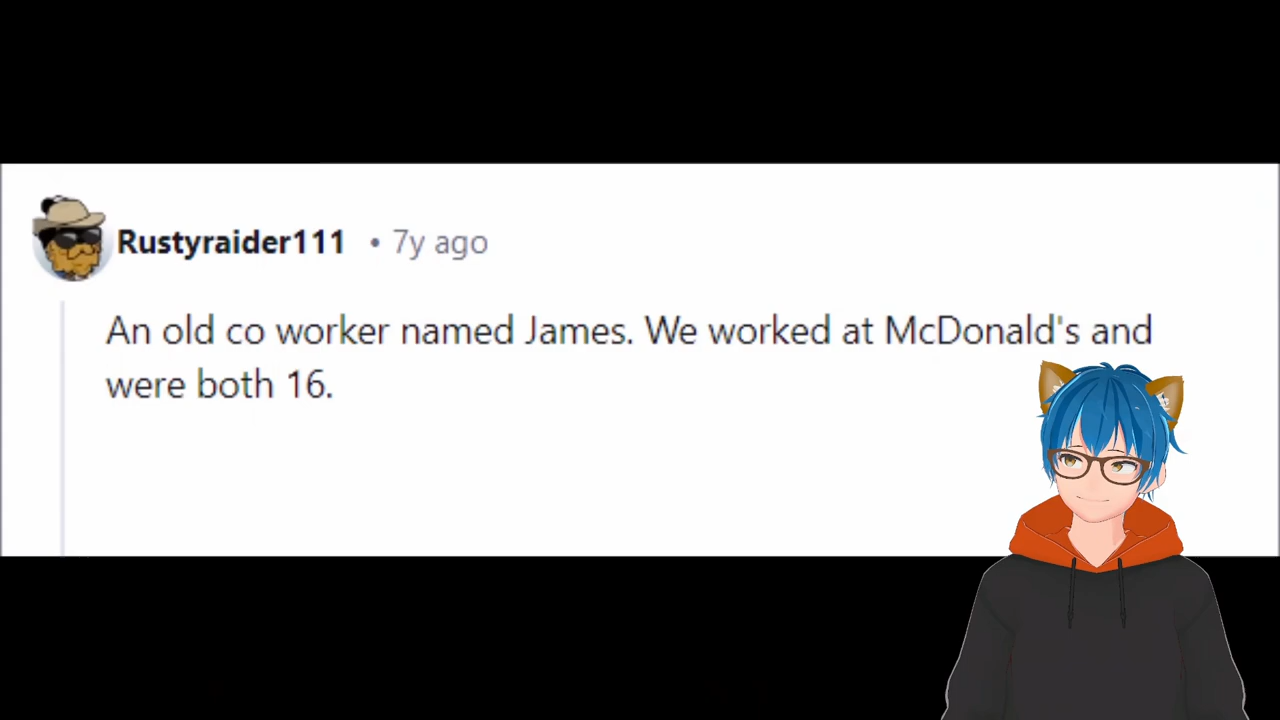 Rustyraider111 • 7y ago
An old co worker named James. We worked at McDonald's and
were both 16.